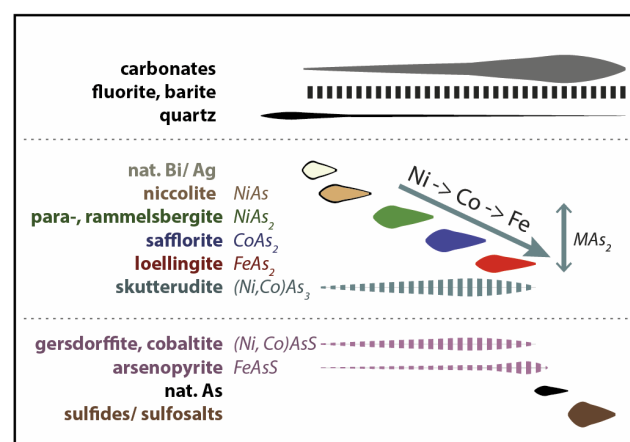 carbonates
fluorite, barite
quartz
nat. Bi/ Ag
niccolite NiAs
para-, rammelsbergite NiAs₂
safflorite CoAs₂
loellingite FeAs₂
skutterudite (Ni,Co)As₃
Ni -> Co -> Fe
MAs₂
gersdorffite, cobaltite (Ni, Co)AsS
arsenopyrite FeAsS
nat. As
sulfides/ sulfosalts